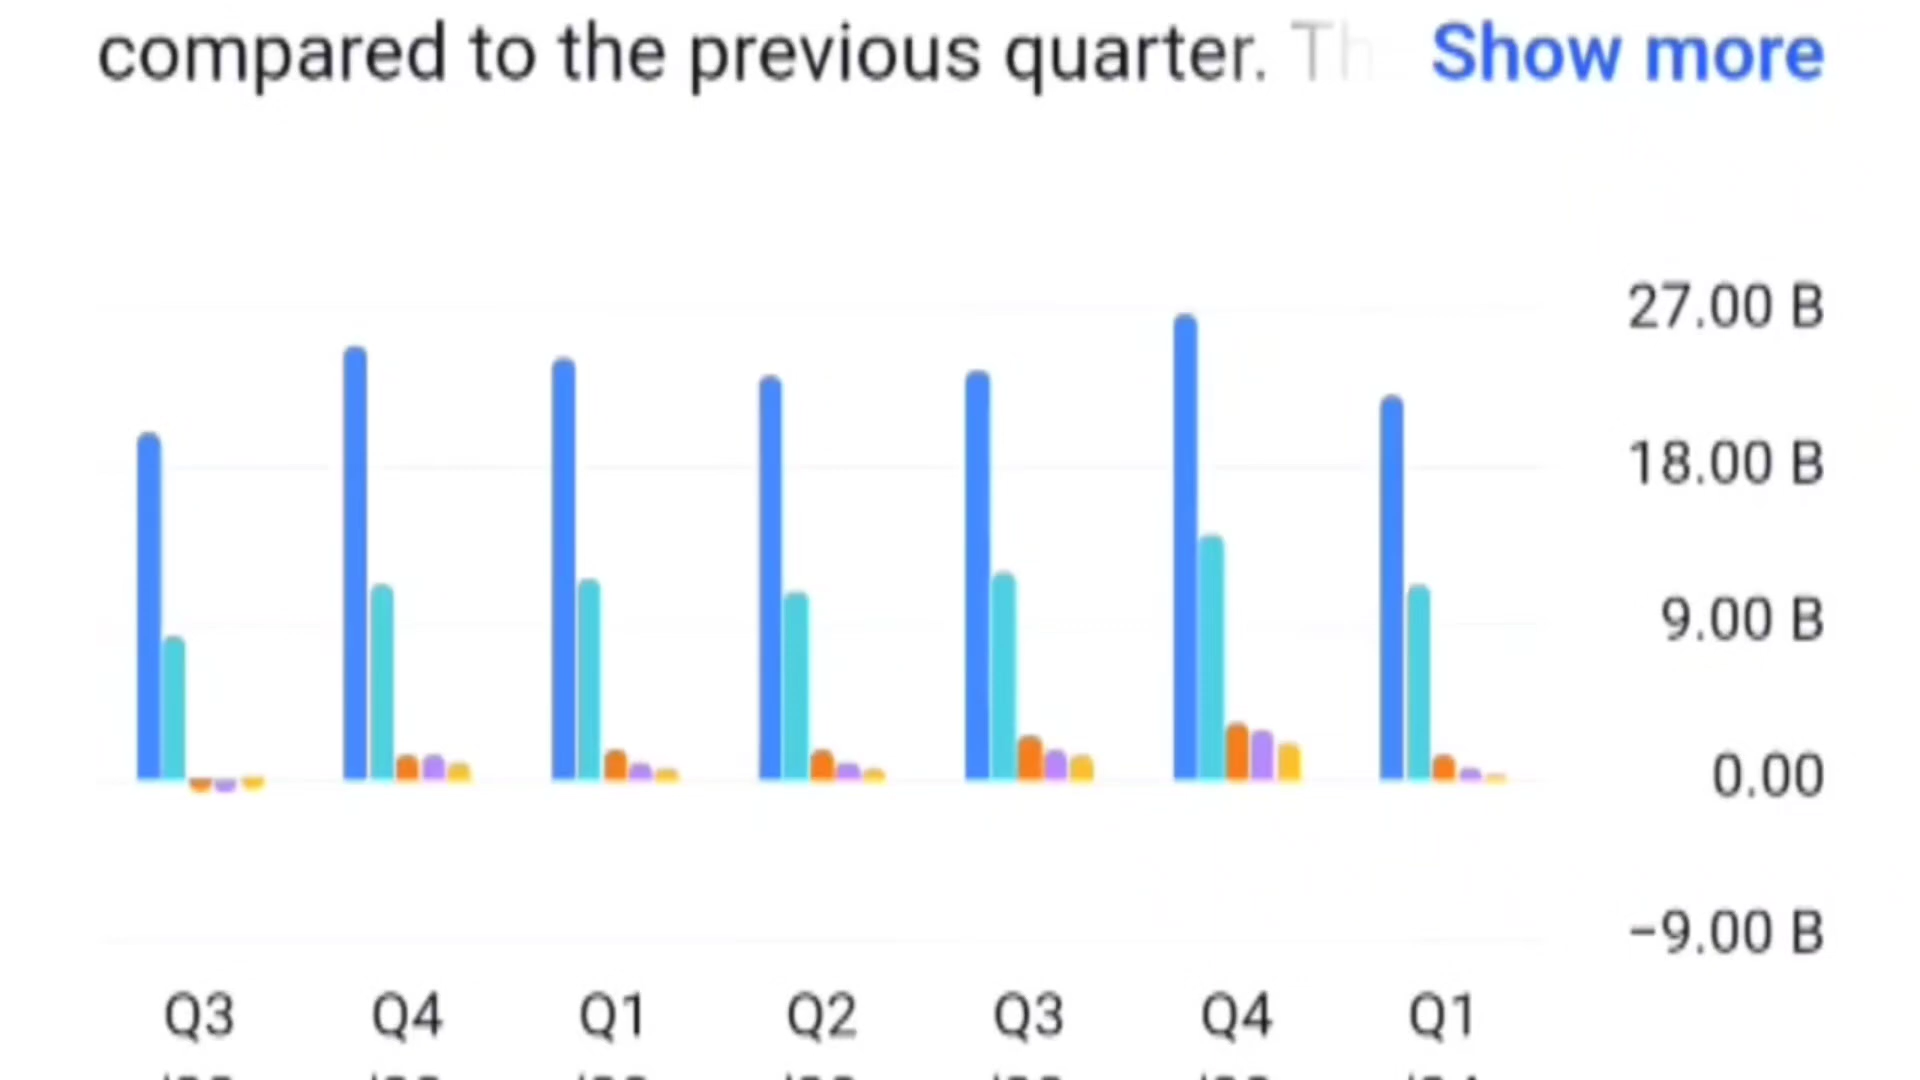 compared to the previous quarter. Show more
27.00 B
18.00 B
9.00 B
0.00
−9.00 B
Q3 Q4 Q1 Q2 Q3 Q4 Q1